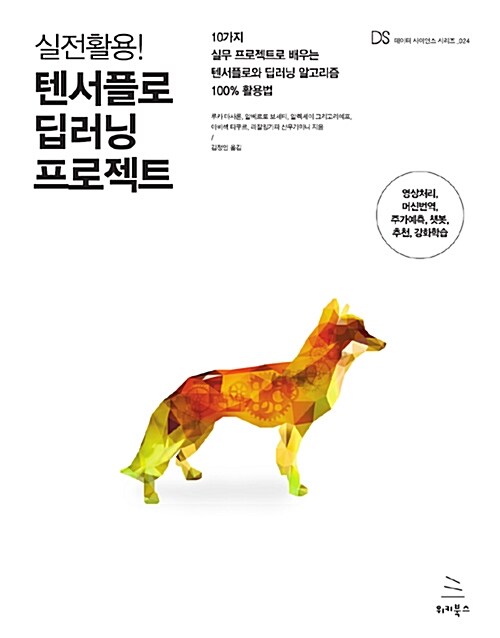 실전활용!
텐서플로
딥러닝
프로젝트
10가지
실무 프로젝트로 배우는
텐서플로와 딥러닝 알고리즘
100% 활용법
루카 마사론, 알베르토 보세티, 알렉세이 그리고리에프,
아비섹 타쿠르, 라잘링가파 샨무가마니 지음
/
김정인 옮김
DS 데이터 사이언스 시리즈_024
영상처리,
머신번역,
주가예측, 챗봇,
추천, 강화학습
위키북스